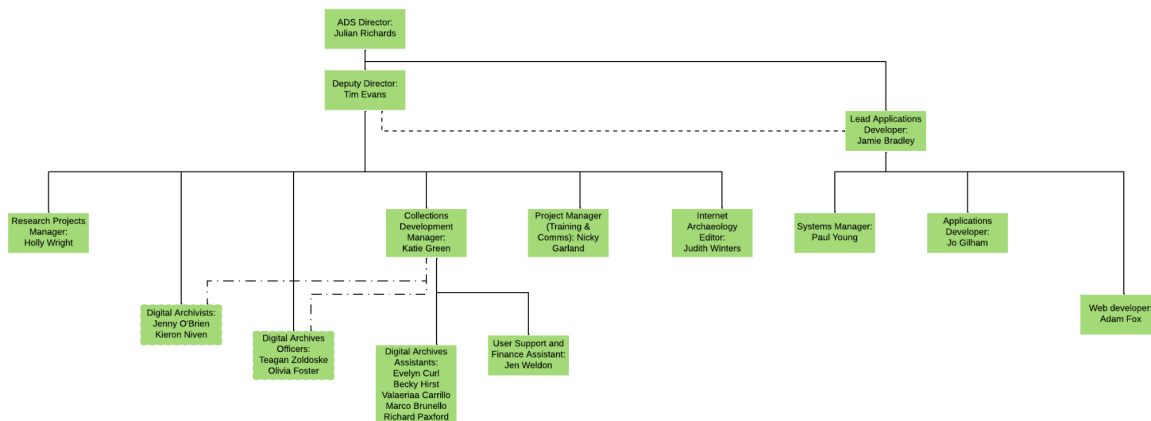 ADS Director:
Julian Richards
Deputy Director:
Tim Evans
Lead Applications
Developer:
Jamie Bradley
Research Projects
Manager:
Holly Wright
Collections
Development
Manager:
Katie Green
Project Manager
(Training &
Comms): Nicky
Garland
Internet
Archaeology
Editor:
Judith Winters
Systems Manager:
Paul Young
Applications
Developer:
Jo Gilham
Digital Archivists:
Jenny O'Brien
Kieron Niven
Digital Archives
Officers:
Teagan Zoldoske
Olivia Foster
Digital Archives
Assistants:
Evelyn Curl
Becky Hirst
Valaeriaa Carrillo
Marco Brunello
Richard Paxford
User Support and
Finance Assistant:
Jen Weldon
Web developer:
Adam Fox